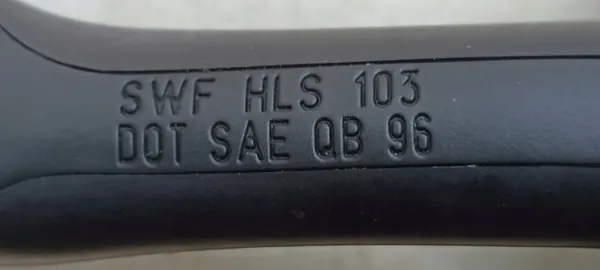 SWF HLS 103
DOT SAE QB 96